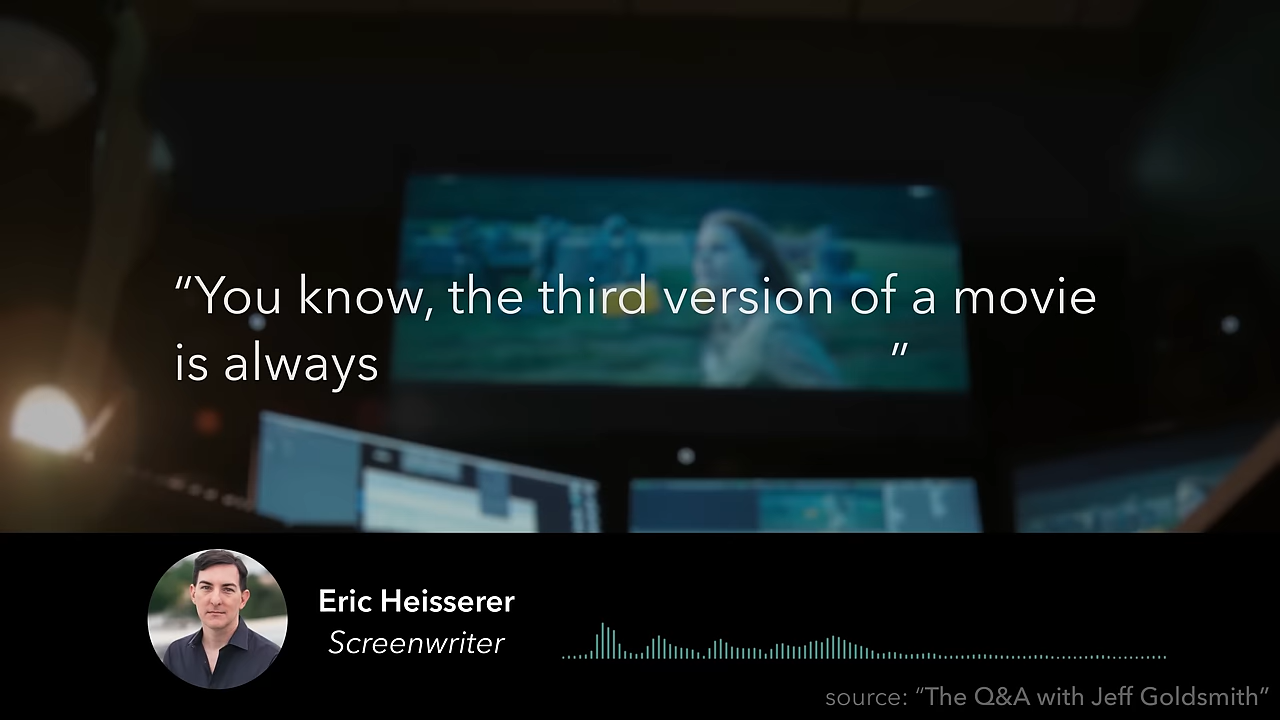 “You know, the third version of a movie
is always ”
Eric Heisserer
Screenwriter
source: “The Q&A with Jeff Goldsmith”